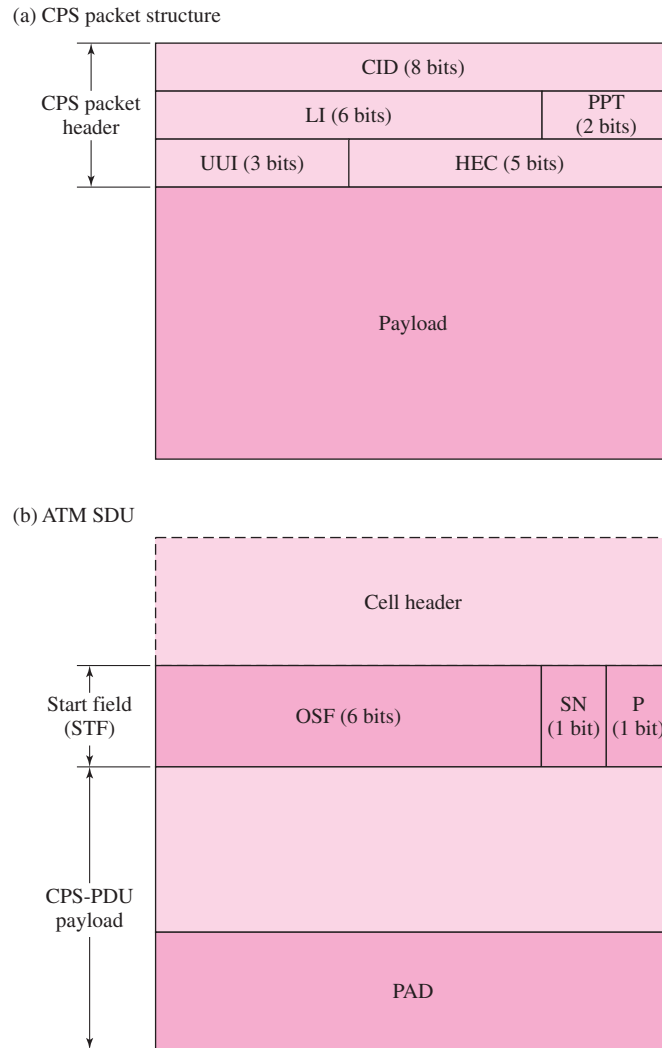 (a) CPS packet structure
CPS packet
header
CID (8 bits)
LI (6 bits)
PPT
(2 bits)
UUI (3 bits)
HEC (5 bits)
Payload
(b) ATM SDU
Cell header
Start field
(STF)
OSF (6 bits)
SN
(1 bit)
P
(1 bit)
CPS-PDU
payload
PAD